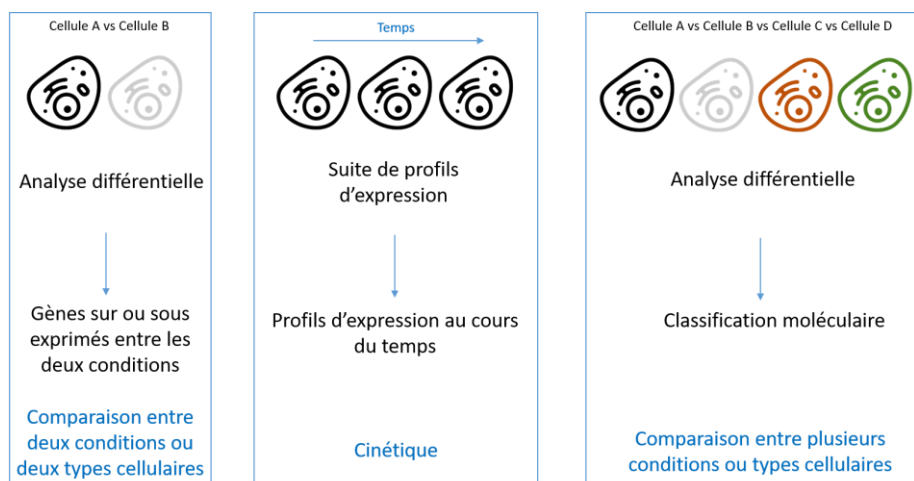 Cellule A vs Cellule B
Analyse différentielle
Gènes sur ou sous
exprimés entre les
deux conditions
Comparaison entre
deux conditions ou
deux types cellulaires
Temps
Suite de profils
d’expression
Profils d’expression au cours
du temps
Cinétique
Cellule A vs Cellule B vs Cellule C vs Cellule D
Analyse différentielle
Classification moléculaire
Comparaison entre plusieurs
conditions ou types cellulaires